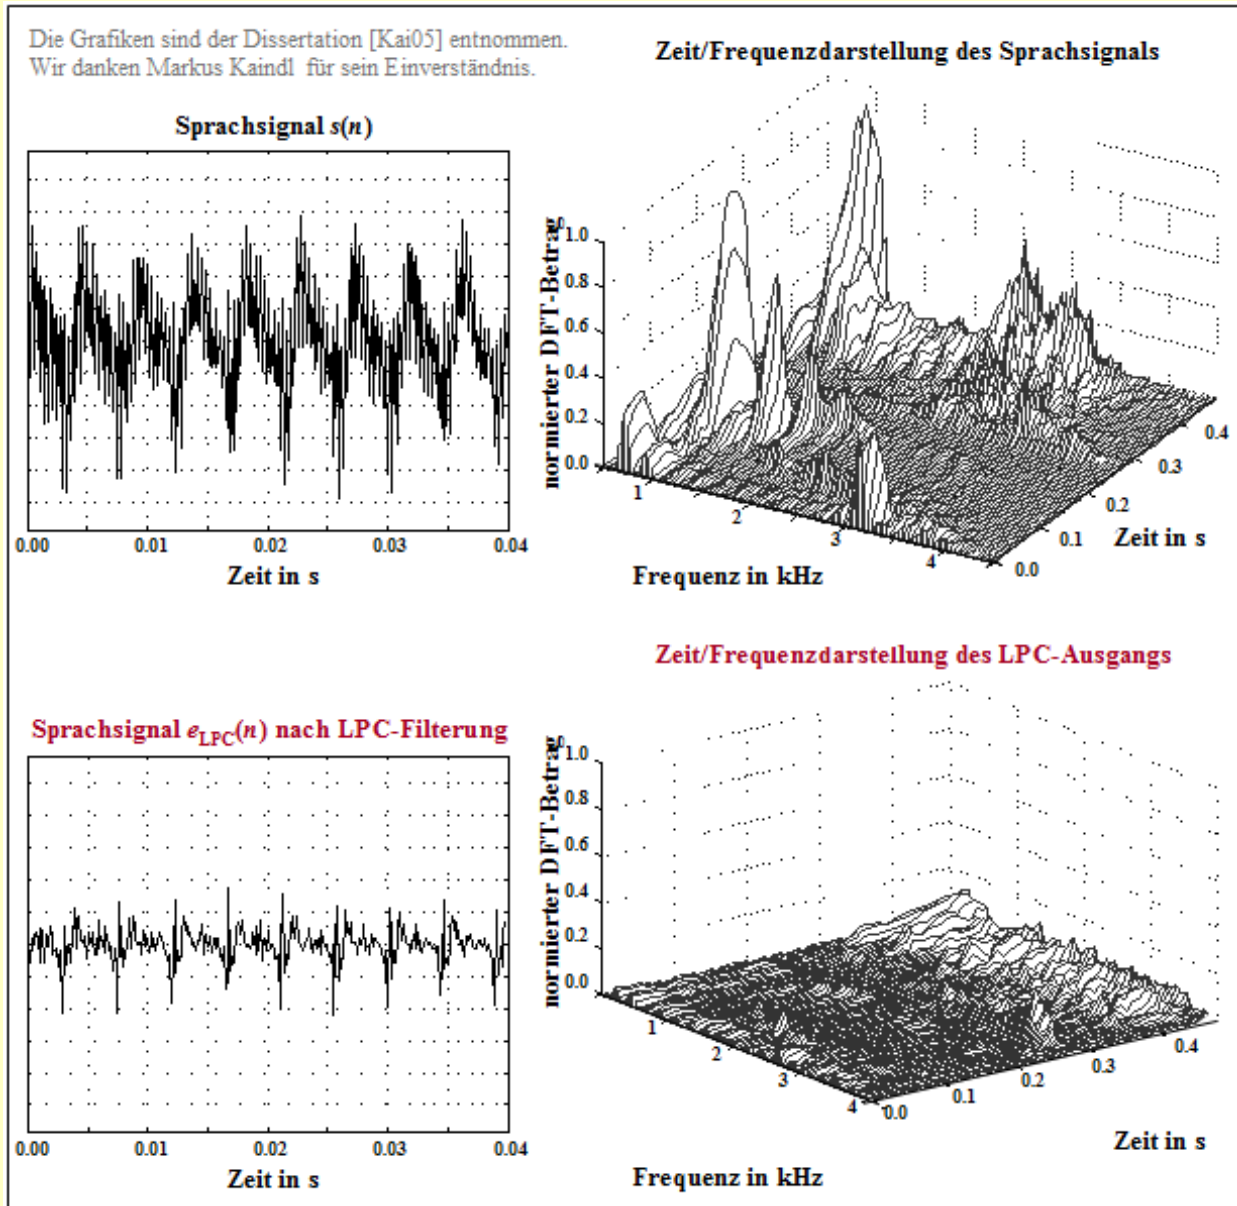 Die Grafiken sind der Dissertation [Kai05] entnommen.
Wir danken Markus Kaindl für sein Einverständnis.
Zeit/Frequenzdarstellung des Sprachsignals
Sprachsignal s(n)
normierter DFT-Betrag
1.0
0.8
0.6
0.4
0.2
0.0
1
2
3
4
0.0
0.1
0.2
0.3
0.4
Zeit in s
Frequenz in kHz
0.00 0.01 0.02 0.03 0.04
Zeit in s
Zeit/Frequenzdarstellung des LPC-Ausgangs
Sprachsignal eLPC(n) nach LPC-Filterung
normierter DFT-Betrag
1.0
0.8
0.6
0.4
0.2
0.0
1
2
3
4
0.0
0.1
0.2
0.3
0.4
Zeit in s
Frequenz in kHz
0.00 0.01 0.02 0.03 0.04
Zeit in s